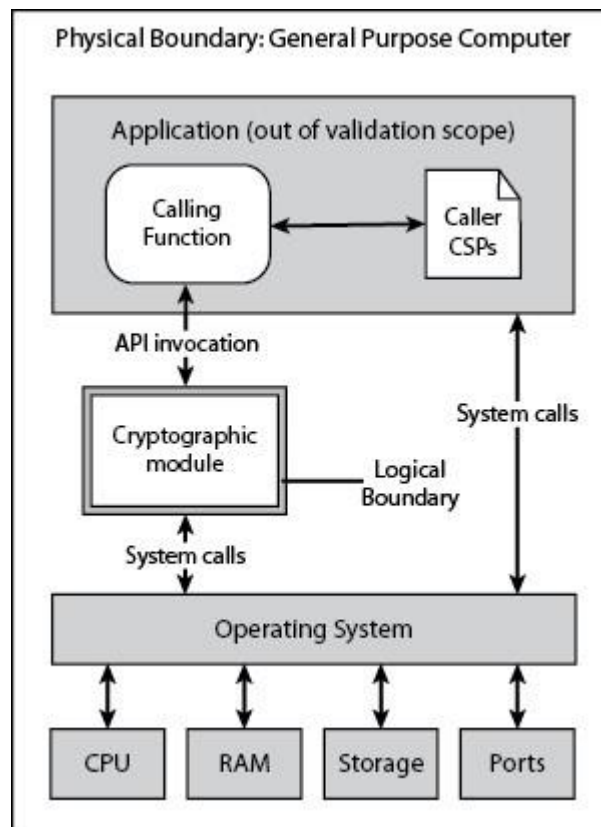 Physical Boundary: General Purpose Computer
Application (out of validation scope)
Calling
Function
Caller
CSPs
API invocation
Cryptographic
module
System calls
Logical
Boundary
System calls
Operating System
CPU
RAM
Storage
Ports